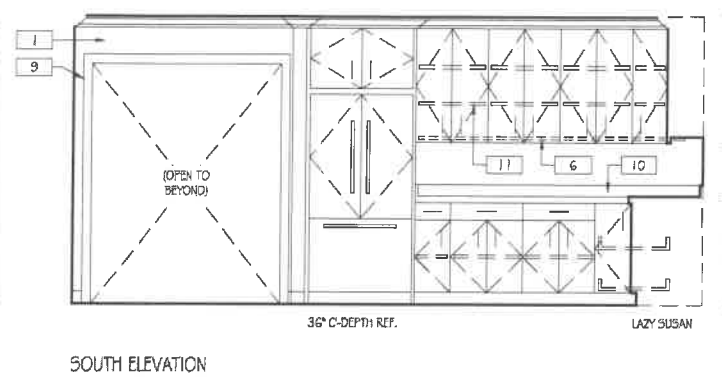 1
9
(OPEN TO
BEYOND)
11
6
10
36" C'-DEPTH REF.
LAZY SUSAN
SOUTH ELEVATION